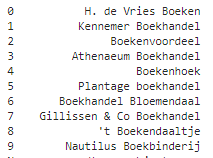 0 H. de Vries Boeken
1 Kennemer Boekhandel
2 Boekenvoordeel
3 Athenaeum Boekhandel
4 Boekenhoek
5 Plantage boekhandel
6 Boekhandel Bloemendaal
7 Gillissen & Co Boekhandel
8 't Boekendaaltje
9 Nautilus Boekbinderij